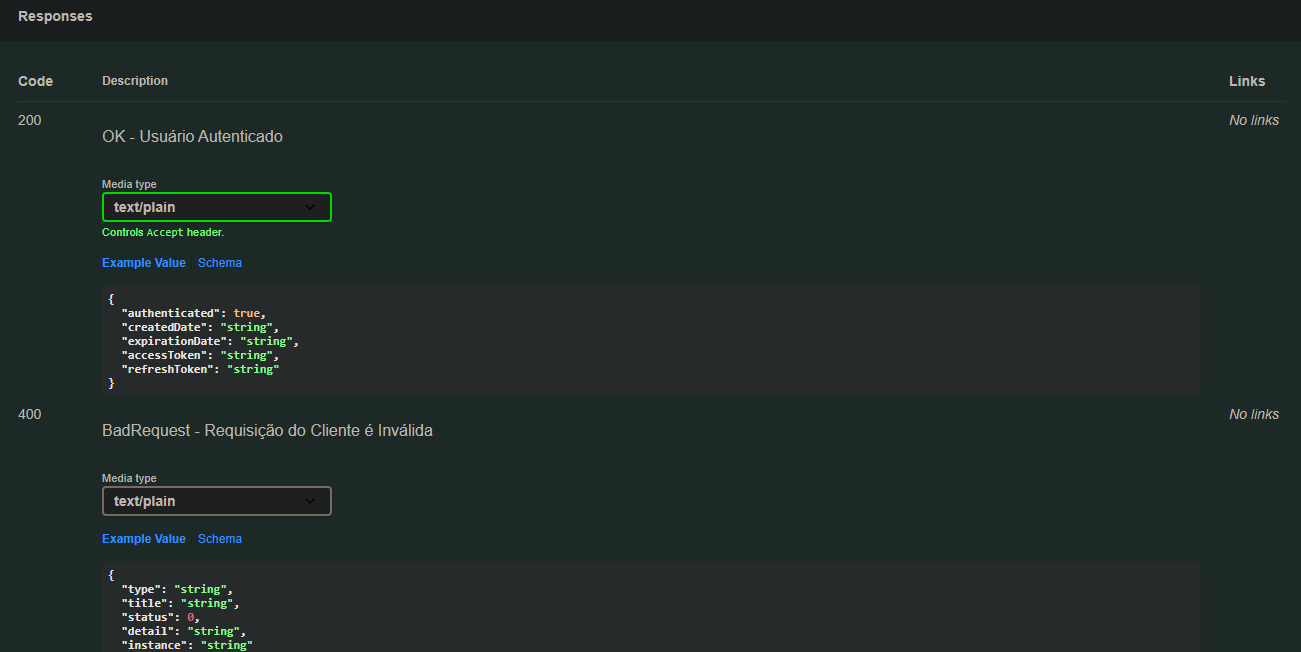 Responses
Code Description Links
200 No links
OK - Usuário Autenticado
Media type
text/plain
Controls Accept header.
Example Value Schema
{
"authenticated": true,
"createdDate": "string",
"expirationDate": "string",
"accessToken": "string",
"refreshToken": "string"
}
400 No links
BadRequest - Requisição do Cliente é Inválida
Media type
text/plain
Example Value Schema
{
"type": "string",
"title": "string",
"status": 0,
"detail": "string",
"instance": "string"